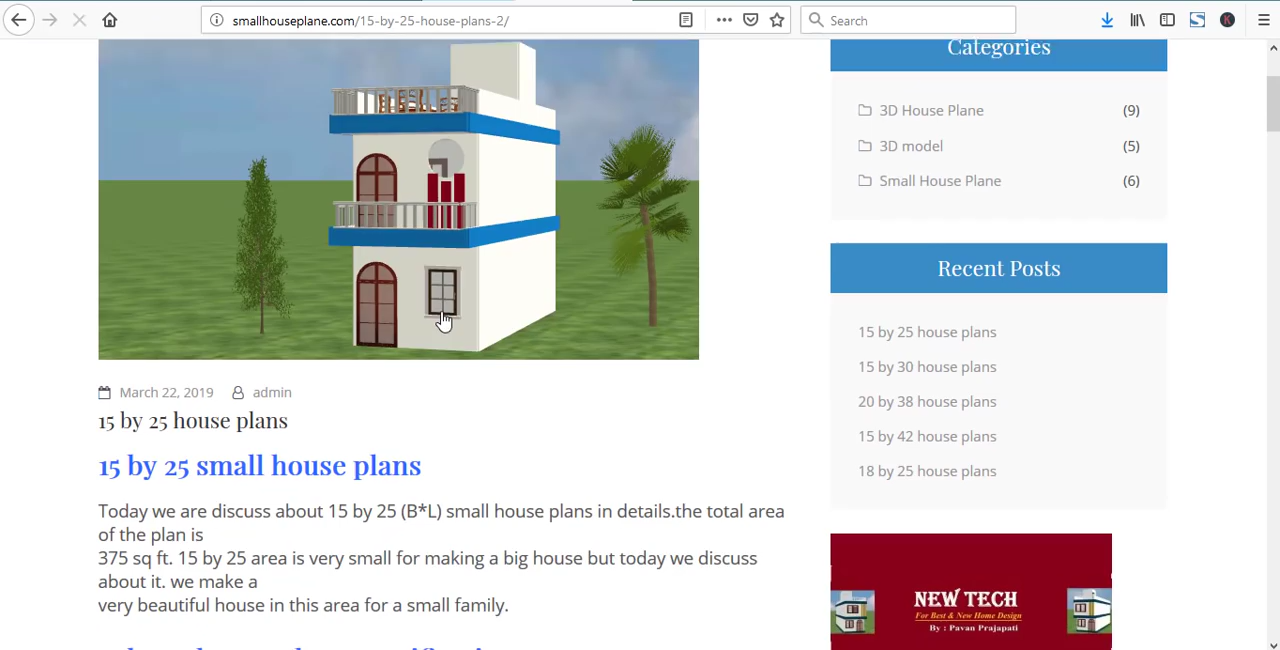 smallhouseplane.com/15-by-25-house-plans-2/
Search
Categories
3D House Plane (9)
3D model (5)
Small House Plane (6)
Recent Posts
15 by 25 house plans
15 by 30 house plans
20 by 38 house plans
15 by 42 house plans
18 by 25 house plans
March 22, 2019 admin
15 by 25 house plans
15 by 25 small house plans
Today we are discuss about 15 by 25 (B*L) small house plans in details.the total area
of the plan is
375 sq ft. 15 by 25 area is very small for making a big house but today we discuss
about it. we make a
very beautiful house in this area for a small family.
NEW TECH
For Best & New Home Design
By : Pavan Prajapati